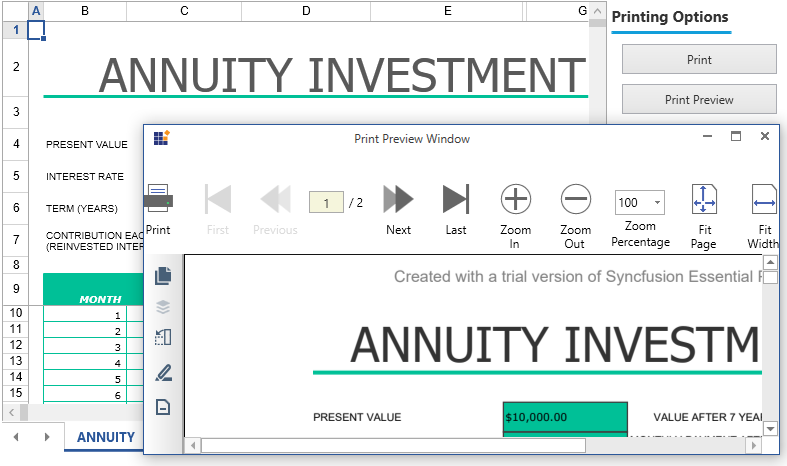 A B C D E G
Printing Options
1
2 ANNUITY INVESTMENT
Print
3
Print Preview
4 PRESENT VALUE
5 INTEREST RATE
6 TERM (YEARS)
7 CONTRIBUTION EAC
(REINVESTED INTER
8
9 MONTH
10 1
11 2
12 3
13 4
14 5
15 6
ANNUITY
Print Preview Window
1 / 2
100
Print First Previous Next Last Zoom In Zoom Out Zoom Percentage Fit Page Fit Width
Created with a trial version of Syncfusion Essential
ANNUITY INVESTM
PRESENT VALUE $10,000.00 VALUE AFTER 7 YEA